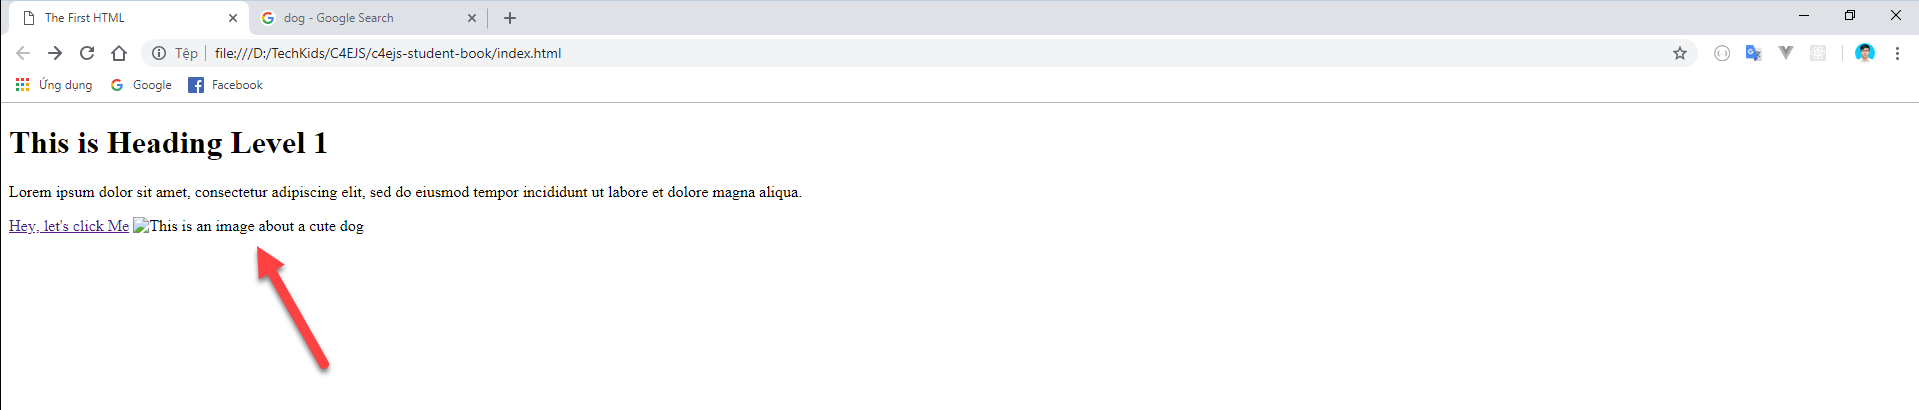 The First HTML
dog - Google Search
Tệp file:///D:/TechKids/C4EJS/c4ejs-student-book/index.html
Ứng dụng Google Facebook
This is Heading Level 1
Lorem ipsum dolor sit amet, consectetur adipiscing elit, sed do eiusmod tempor incididunt ut labore et dolore magna aliqua.
Hey, let's click Me This is an image about a cute dog